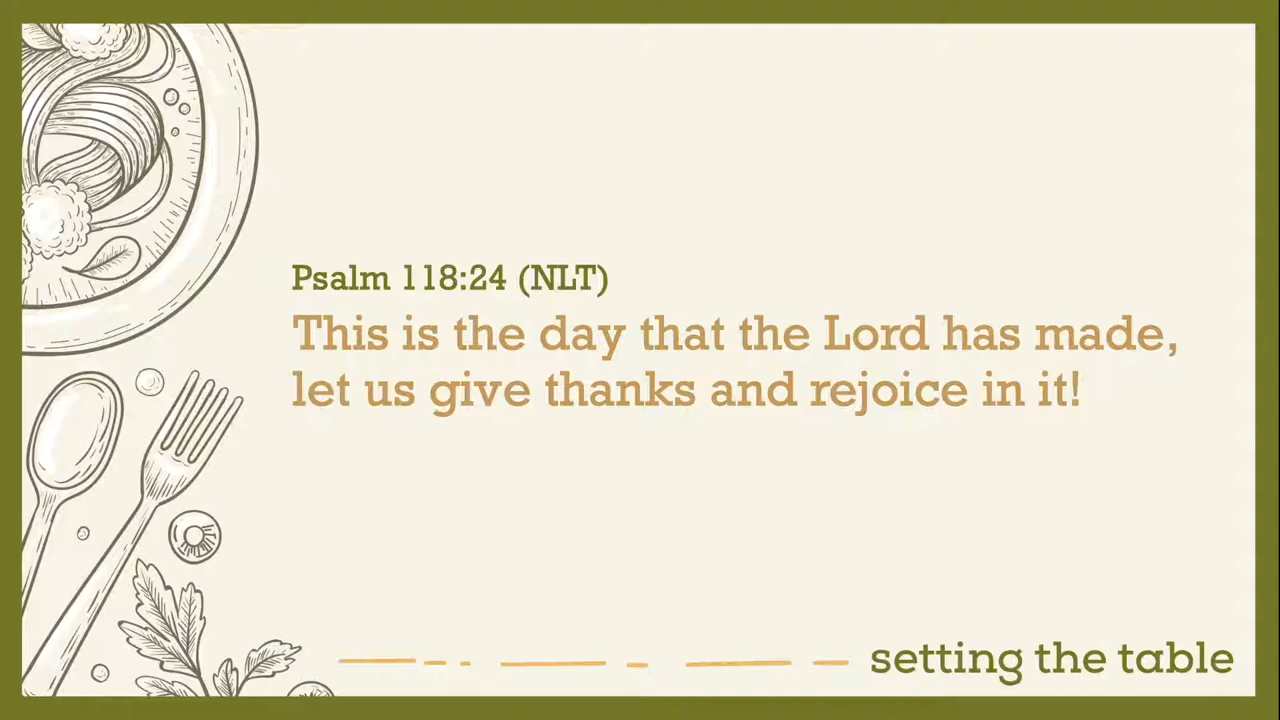 Psalm 118:24 (NLT)
This is the day that the Lord has made,
let us give thanks and rejoice in it!
setting the table